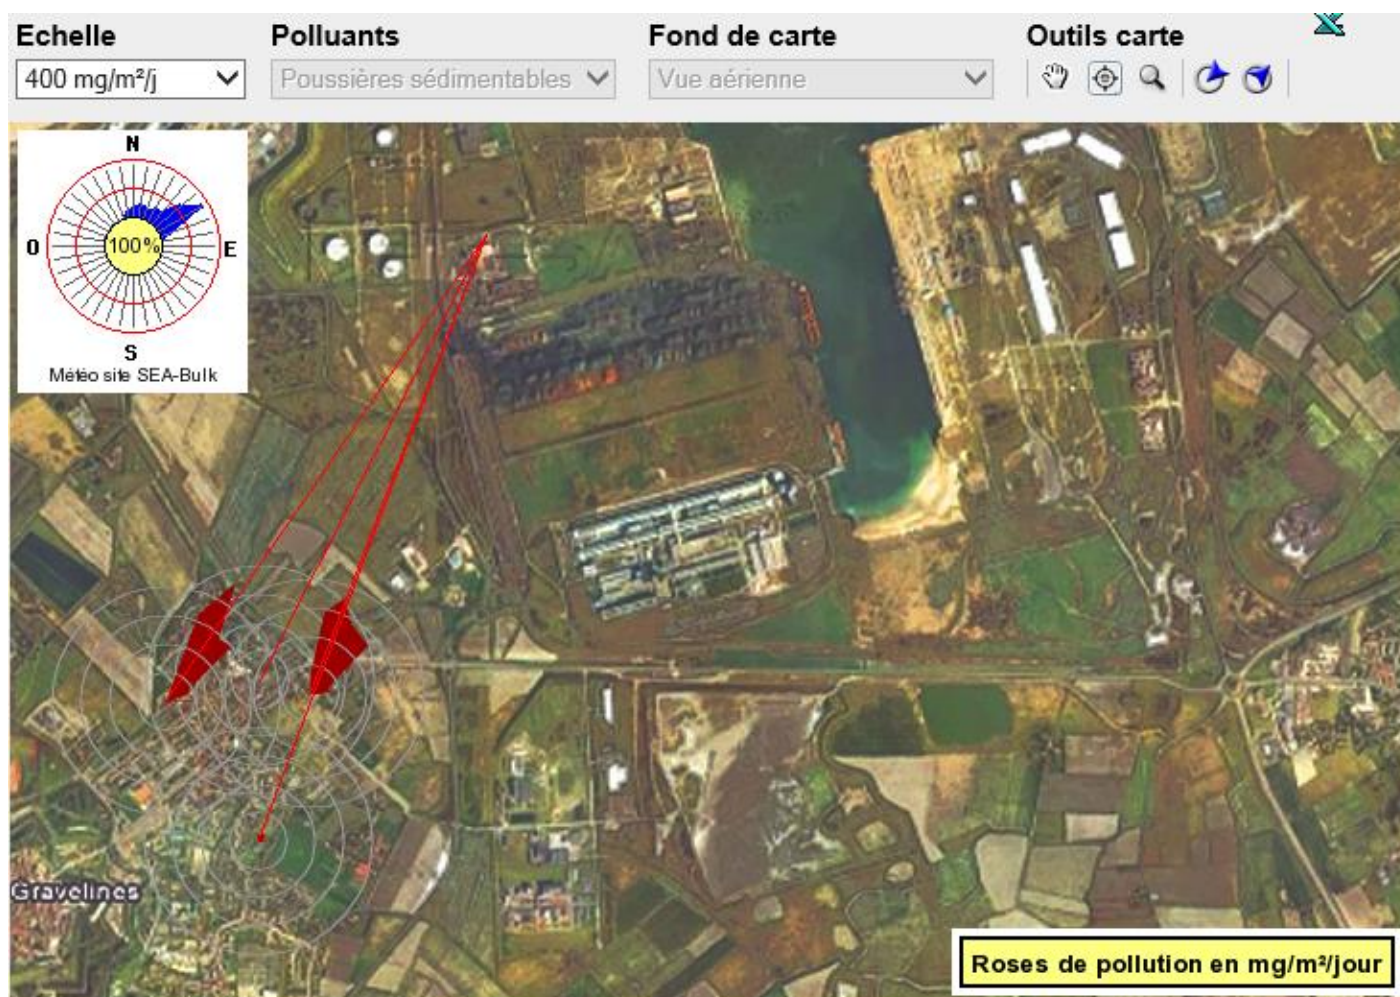 Echelle Polluants Fond de carte Outils carte
400 mg/m²/j Poussières sédimentables Vue aérienne
N
O 100% E
S
Météo site SEA-Bulk
Gravelines
Roses de pollution en mg/m²/jour